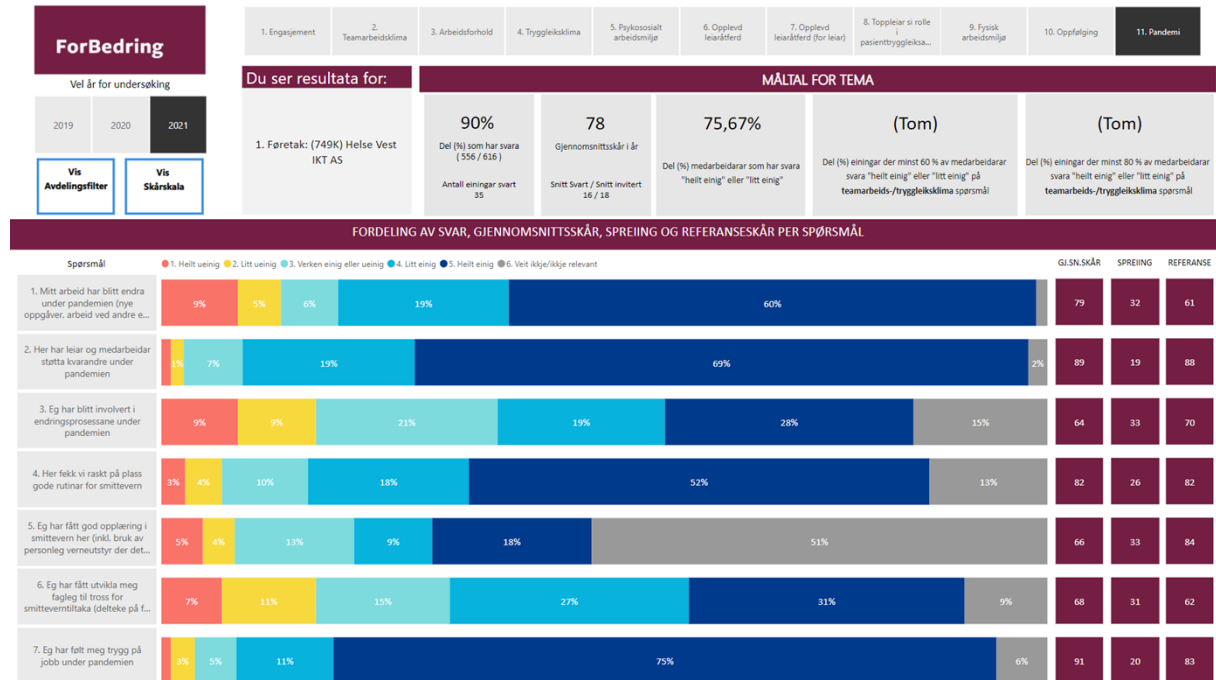 ForBedring
Vel år for undersøking
2019
2020
2021
Vis
Avdelingsfilter
Vis
Skårskala
1. Engasjement
2.
Teamarbeidsklima
3. Arbeidsforhold
4. Tryggleiksklima
5. Psykososialt
arbeidsmiljø
6. Opplevd
leiaråtferd
7. Opplevd
leiaråtferd (for leiar)
8. Toppleiar si rolle
i
pasienttryggleiksa...
9. Fysisk
arbeidsmiljø
10. Oppfølging
11. Pandemi
Du ser resultata for:
1. Føretak: (749K) Helse Vest
IKT AS
MÅLTAL FOR TEMA
90%
Del (%) som har svara
( 556 / 616 )
Antall einingar svart
35
78
Gjennomsnittsskår i år
Snitt Svart / Snitt invitert
16 / 18
75,67%
Del (%) medarbeidarar som har svara
"heilt einig" eller "litt einig"
(Tom)
Del (%) einingar der minst 60 % av medarbeidarar
svara "heilt einig" eller "litt einig" på
teamarbeids-/tryggleiksklima spørsmål
(Tom)
Del (%) einingar der minst 80 % av medarbeidarar
svara "heilt einig" eller "litt einig" på
teamarbeids-/tryggleiksklima spørsmål
FORDELING AV SVAR, GJENNOMSNITTSSKÅR, SPREIING OG REFERANSESKÅR PER SPØRSMÅL
Spørsmål
1. Heilt ueinig 2. Litt ueinig 3. Verken einig eller ueinig 4. Litt einig 5. Heilt einig 6. Veit ikkje/ikkje relevant
GJ.SN.SKÅR SPREIING REFERANSE
1. Mitt arbeid har blitt endra
under pandemien (nye
oppgåver, arbeid ved andre e...
9% 5% 6% 19% 60%
79 32 61
2. Her har leiar og medarbeidar
støtta kvarandre under
pandemien
1% 7% 19% 69% 2%
89 19 88
3. Eg har blitt involvert i
endringsprosessane under
pandemien
9% 9% 21% 19% 28% 15%
64 33 70
4. Her fekk vi raskt på plass
gode rutinar for smittevern
3% 4% 10% 18% 52% 13%
82 26 82
5. Eg har fått god opplæring i
smittevern her (inkl. bruk av
personleg verneutstyr der det...
5% 4% 13% 9% 18% 51%
66 33 84
6. Eg har fått utvikla meg
fagleg til tross for
smitteverntiltaka (delteke på f...
7% 11% 15% 27% 31% 9%
68 31 62
7. Eg har følt meg trygg på
jobb under pandemien
3% 5% 11% 75% 6%
91 20 83